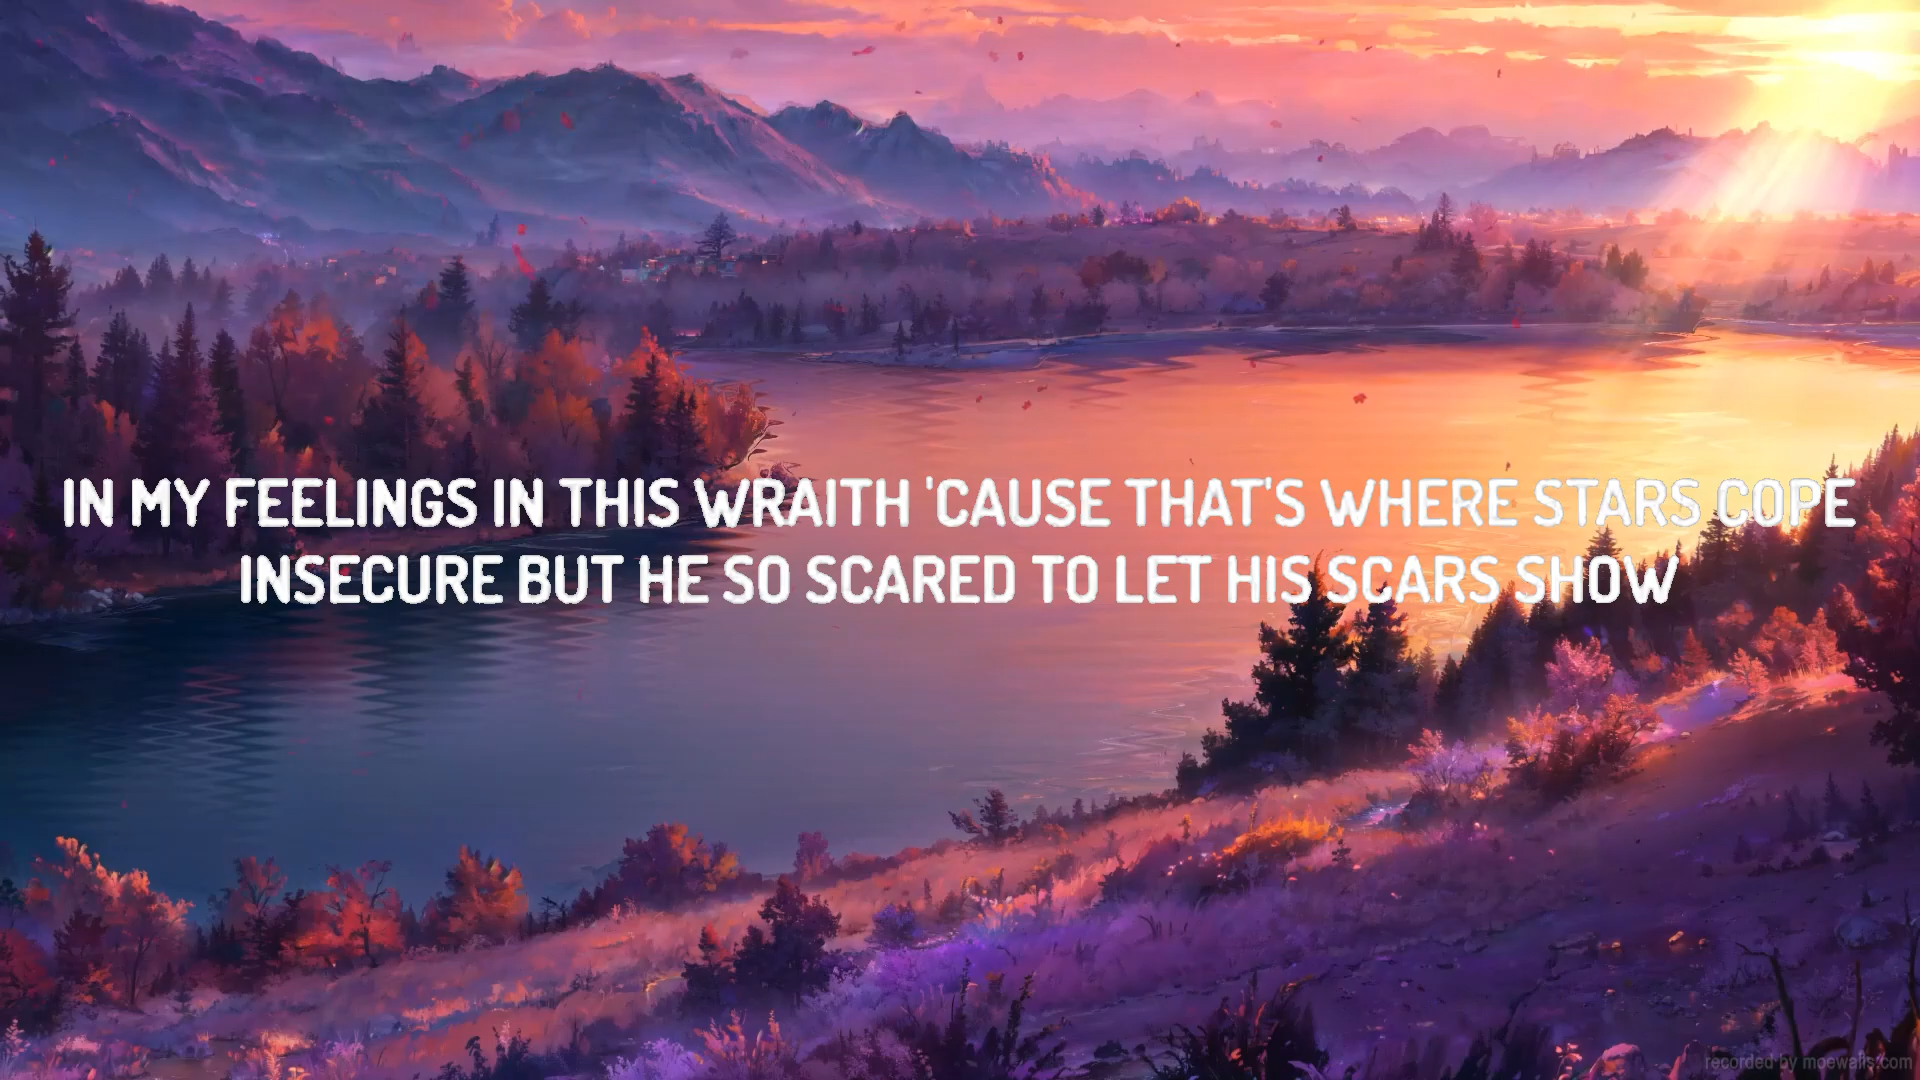 IN MY FEELINGS IN THIS WRAITH 'CAUSE THAT'S WHERE STARS COPE
INSECURE BUT HE SO SCARED TO LET HIS SCARS SHOW
recorded by moewalls.com